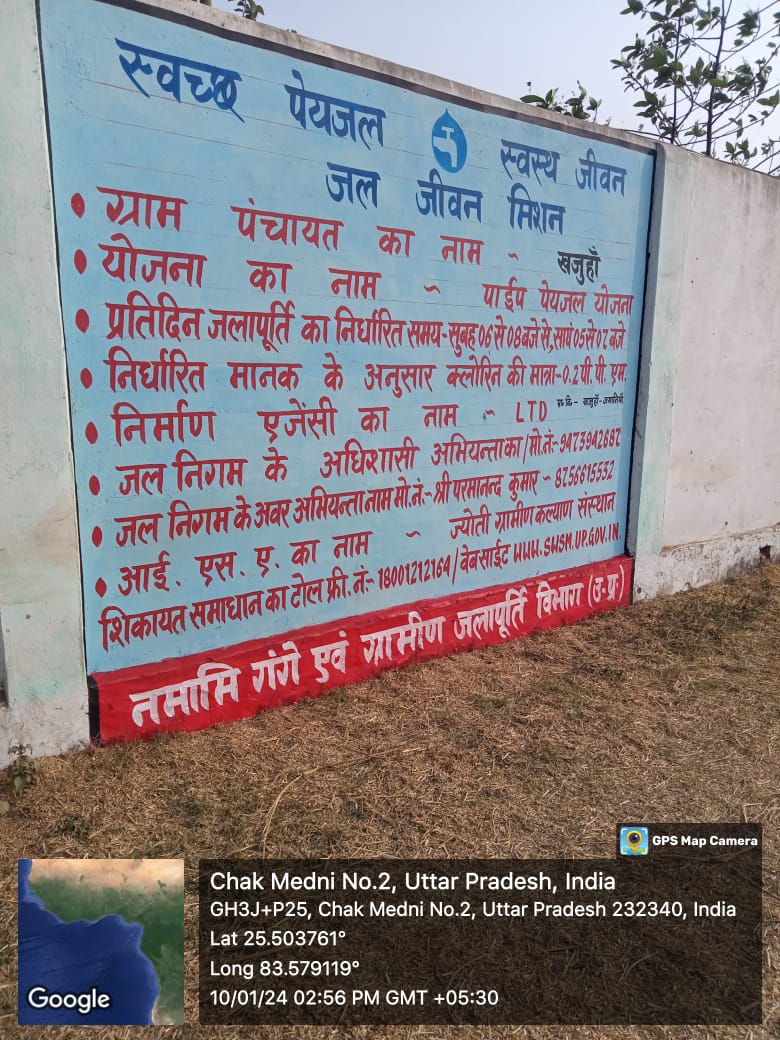 स्वच्छ पेयजल स्वस्थ जीवन
जल जीवन मिशन
• ग्राम पंचायत का नाम ~ खजुहाँ
• योजना का नाम ~ पाईप पेयजल योजना
• प्रतिदिन जलापूर्ति का निर्धारित समय-सुबह 06 से 08 बजे से, सायं 05 से 07 बजे
• निर्धारित मानक के अनुसार क्लोरिन की मात्रा-0.2 पी. पी. एम.
• निर्माण एजेंसी का नाम ~ LTD
• जल निगम के अधिशासी अभियन्ता का/मो.नं:-9473942687
• जल निगम के अवर अभियन्ता नाम मो.नं:-श्री परमानन्द कुमार ~ 8756615552
• आई. एस. ए. का नाम ~ ज्योती ग्रामीण कल्याण संस्थान
शिकायत समाधान का टोल फ्री. नं:- 18001212164/वेबसाईट WWW.SWSM.UP.GOV.IN.
नमामि गंगे एवं ग्रामीण जलापूर्ति विभाग (उ-प्र)
GPS Map Camera
Chak Medni No.2, Uttar Pradesh, India
GH3J+P25, Chak Medni No.2, Uttar Pradesh 232340, India
Lat 25.503761°
Long 83.579119°
10/01/24 02:56 PM GMT +05:30
Google